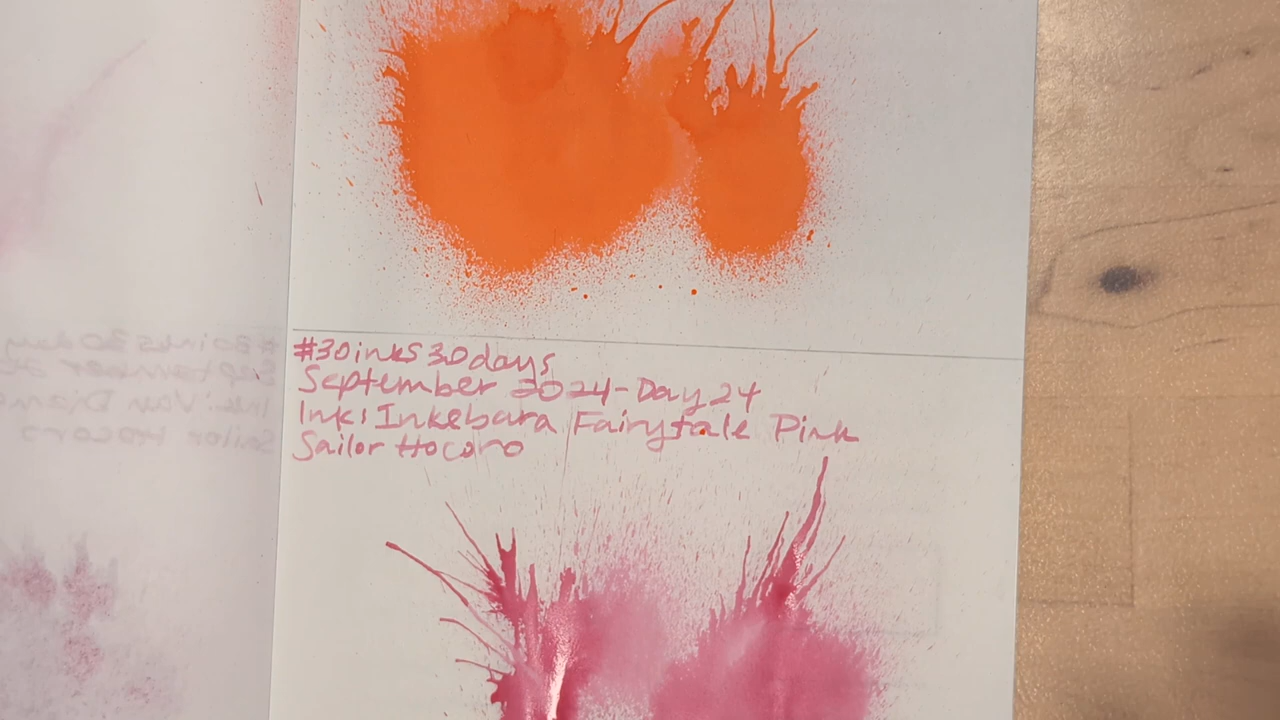 #30inks30days
September 2024-Day 24
Ink: Inkebara Fairytale Pink
Sailor Hocoro